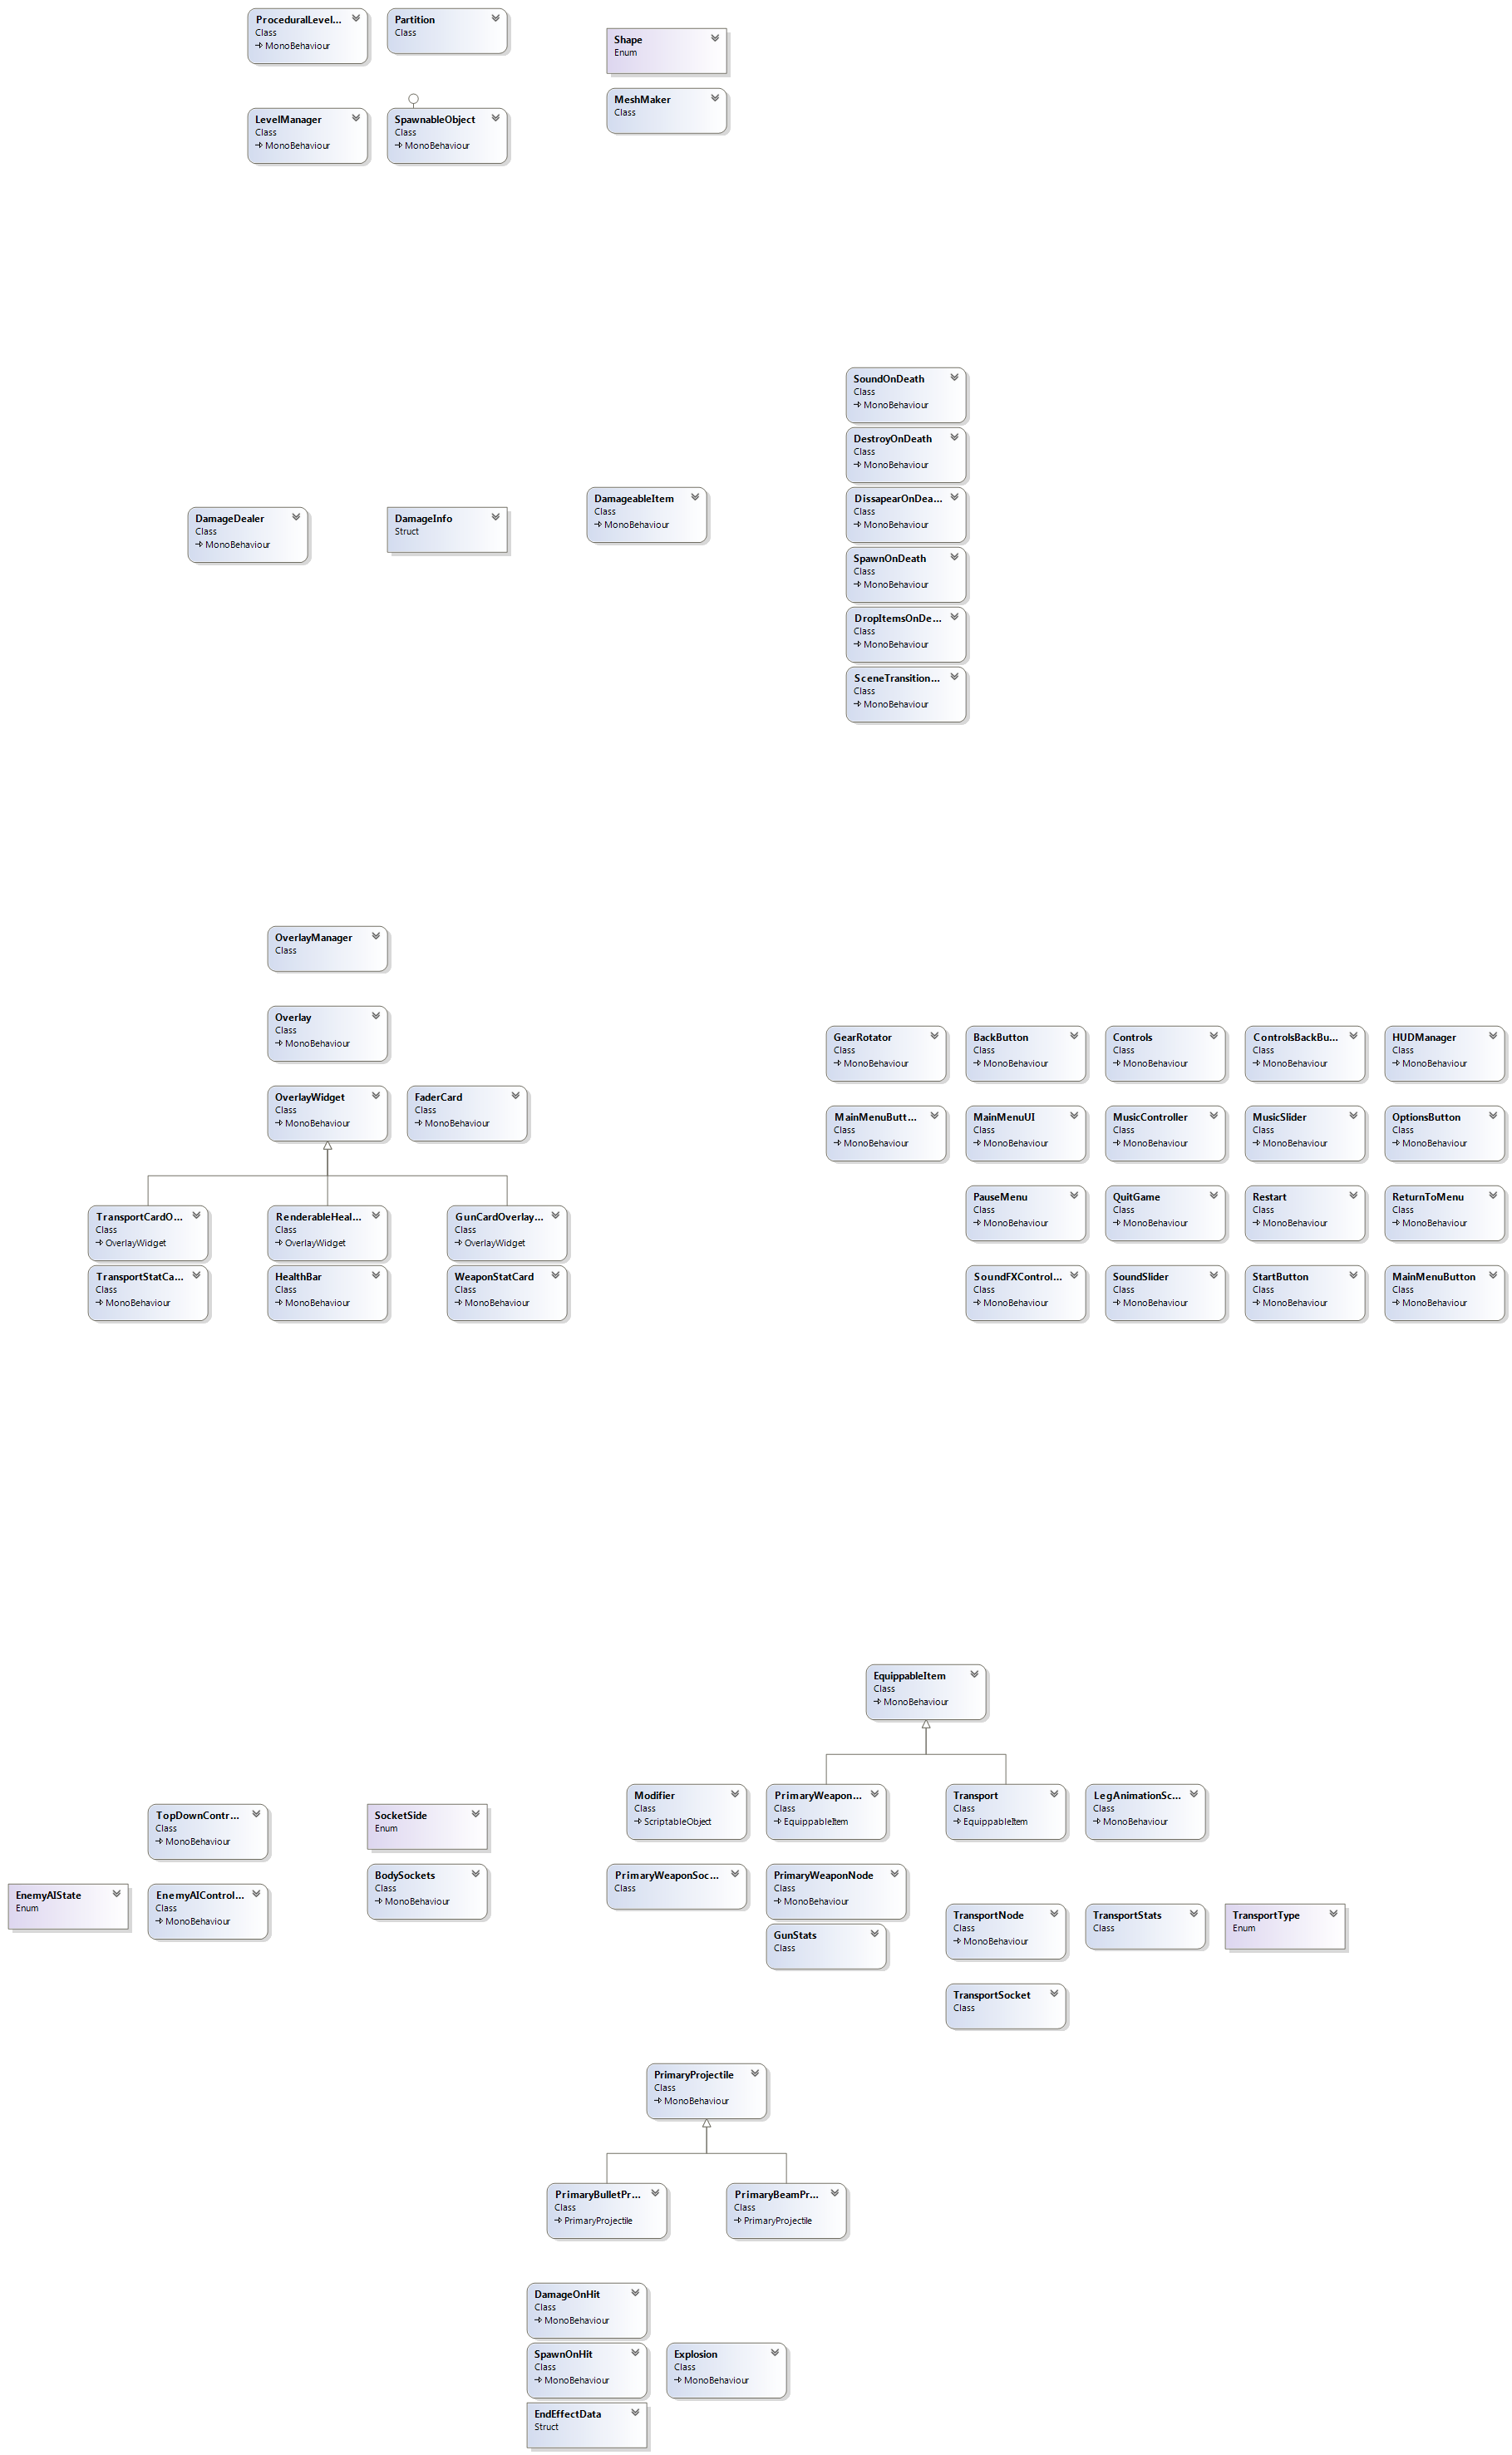 ProceduralLevel...
Class
MonoBehaviour
Partition
Class
Shape
Enum
MeshMaker
Class
LevelManager
Class
MonoBehaviour
SpawnableObject
Class
MonoBehaviour
SoundOnDeath
Class
MonoBehaviour
DestroyOnDeath
Class
MonoBehaviour
DissapearOnDea...
Class
MonoBehaviour
SpawnOnDeath
Class
MonoBehaviour
DropItemsOnDe...
Class
MonoBehaviour
SceneTransition...
Class
MonoBehaviour
DamageDealer
Class
MonoBehaviour
DamageInfo
Struct
DamageableItem
Class
MonoBehaviour
OverlayManager
Class
Overlay
Class
MonoBehaviour
OverlayWidget
Class
MonoBehaviour
FaderCard
Class
MonoBehaviour
TransportCardO...
Class
OverlayWidget
RenderableHeal...
Class
OverlayWidget
GunCardOverlay...
Class
OverlayWidget
TransportStatCa...
Class
MonoBehaviour
HealthBar
Class
MonoBehaviour
WeaponStatCard
Class
MonoBehaviour
GearRotator
Class
MonoBehaviour
BackButton
Class
MonoBehaviour
Controls
Class
MonoBehaviour
ControlsBackBu...
Class
MonoBehaviour
HUDManager
Class
MonoBehaviour
MainMenuButt...
Class
MonoBehaviour
MainMenuUI
Class
MonoBehaviour
MusicController
Class
MonoBehaviour
MusicSlider
Class
MonoBehaviour
OptionsButton
Class
MonoBehaviour
PauseMenu
Class
MonoBehaviour
QuitGame
Class
MonoBehaviour
Restart
Class
MonoBehaviour
ReturnToMenu
Class
MonoBehaviour
SoundFXControl...
Class
MonoBehaviour
SoundSlider
Class
MonoBehaviour
StartButton
Class
MonoBehaviour
MainMenuButton
Class
MonoBehaviour
EquippableItem
Class
MonoBehaviour
Modifier
Class
ScriptableObject
PrimaryWeapon...
Class
EquippableItem
Transport
Class
EquippableItem
LegAnimationSc...
Class
MonoBehaviour
TopDownContr...
Class
MonoBehaviour
SocketSide
Enum
BodySockets
Class
MonoBehaviour
EnemyAIState
Enum
EnemyAIControl...
Class
MonoBehaviour
PrimaryWeaponSoc...
Class
PrimaryWeaponNode
Class
MonoBehaviour
GunStats
Class
TransportNode
Class
MonoBehaviour
TransportStats
Class
TransportType
Enum
TransportSocket
Class
PrimaryProjectile
Class
MonoBehaviour
PrimaryBulletPr...
Class
PrimaryProjectile
PrimaryBeamPr...
Class
PrimaryProjectile
DamageOnHit
Class
MonoBehaviour
SpawnOnHit
Class
MonoBehaviour
Explosion
Class
MonoBehaviour
EndEffectData
Struct